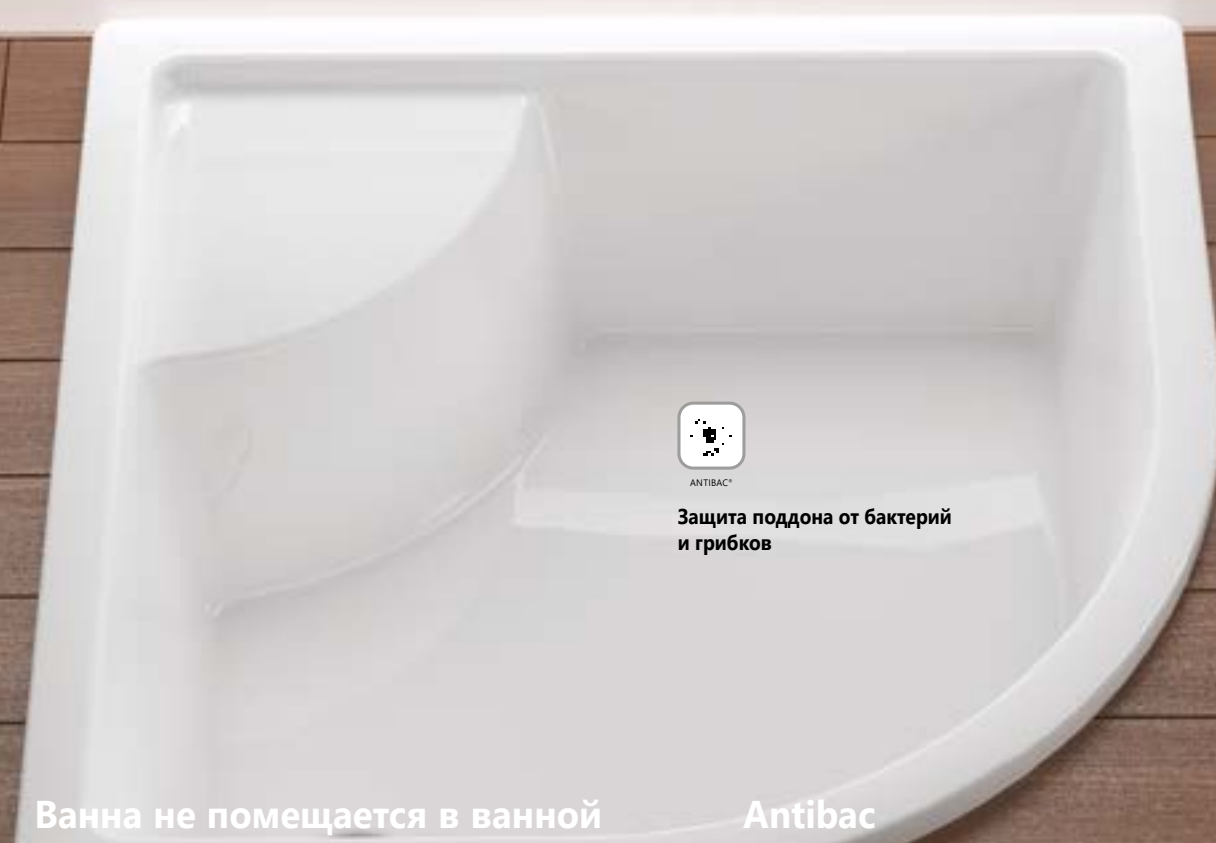 ANTIBAC®
Защита поддона от бактерий
и грибков
Ванна не помещается в ванной
Antibac